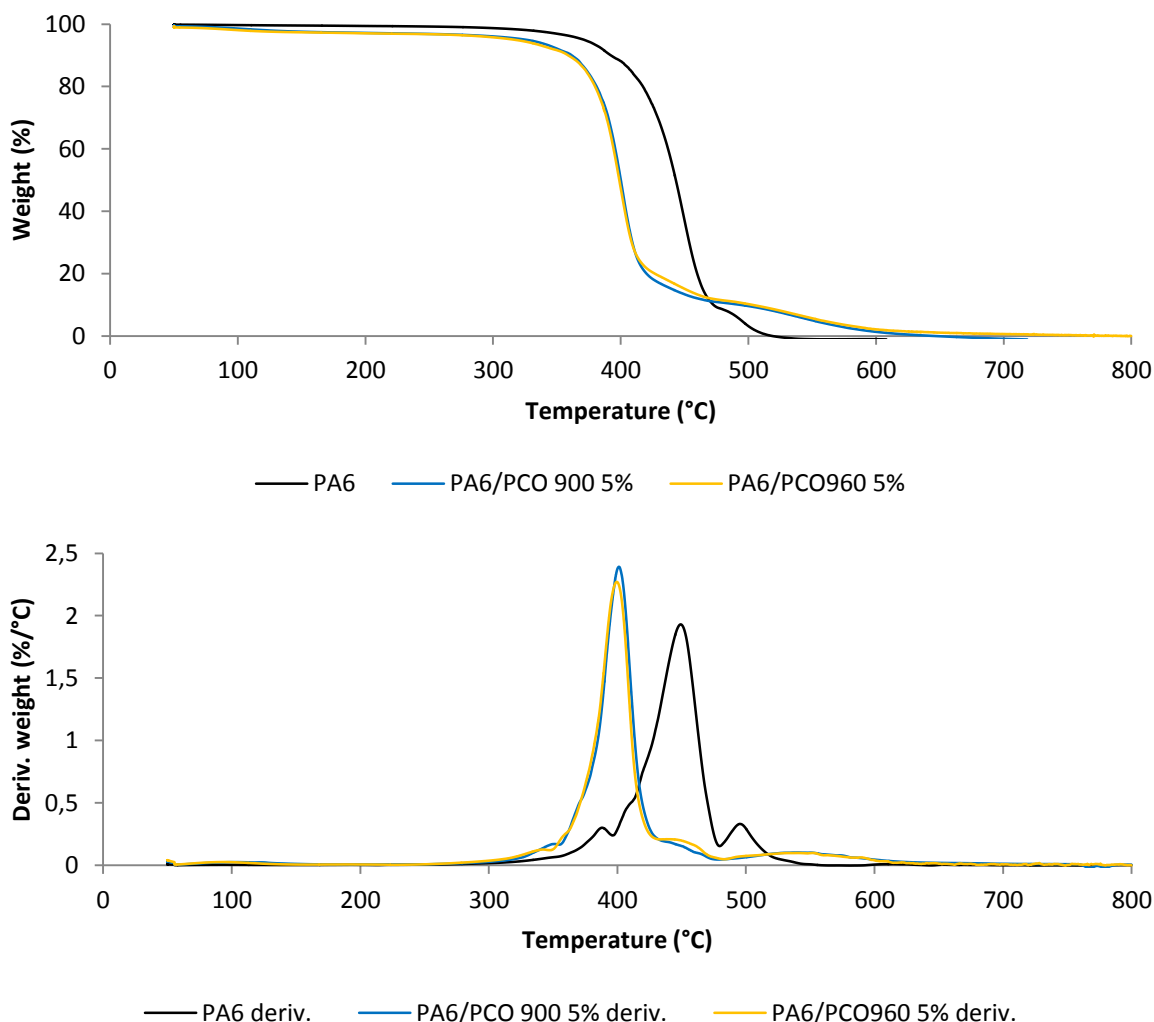 100
80
60
40
20
0
Weight (%)
0 100 200 300 400 500 600 700 800
Temperature (°C)
PA6 PA6/PCO 900 5% PA6/PCO960 5%
2,5
2
1,5
1
0,5
0
Deriv. weight (%/°C)
0 100 200 300 400 500 600 700 800
Temperature (°C)
PA6 deriv. PA6/PCO 900 5% deriv. PA6/PCO960 5% deriv.